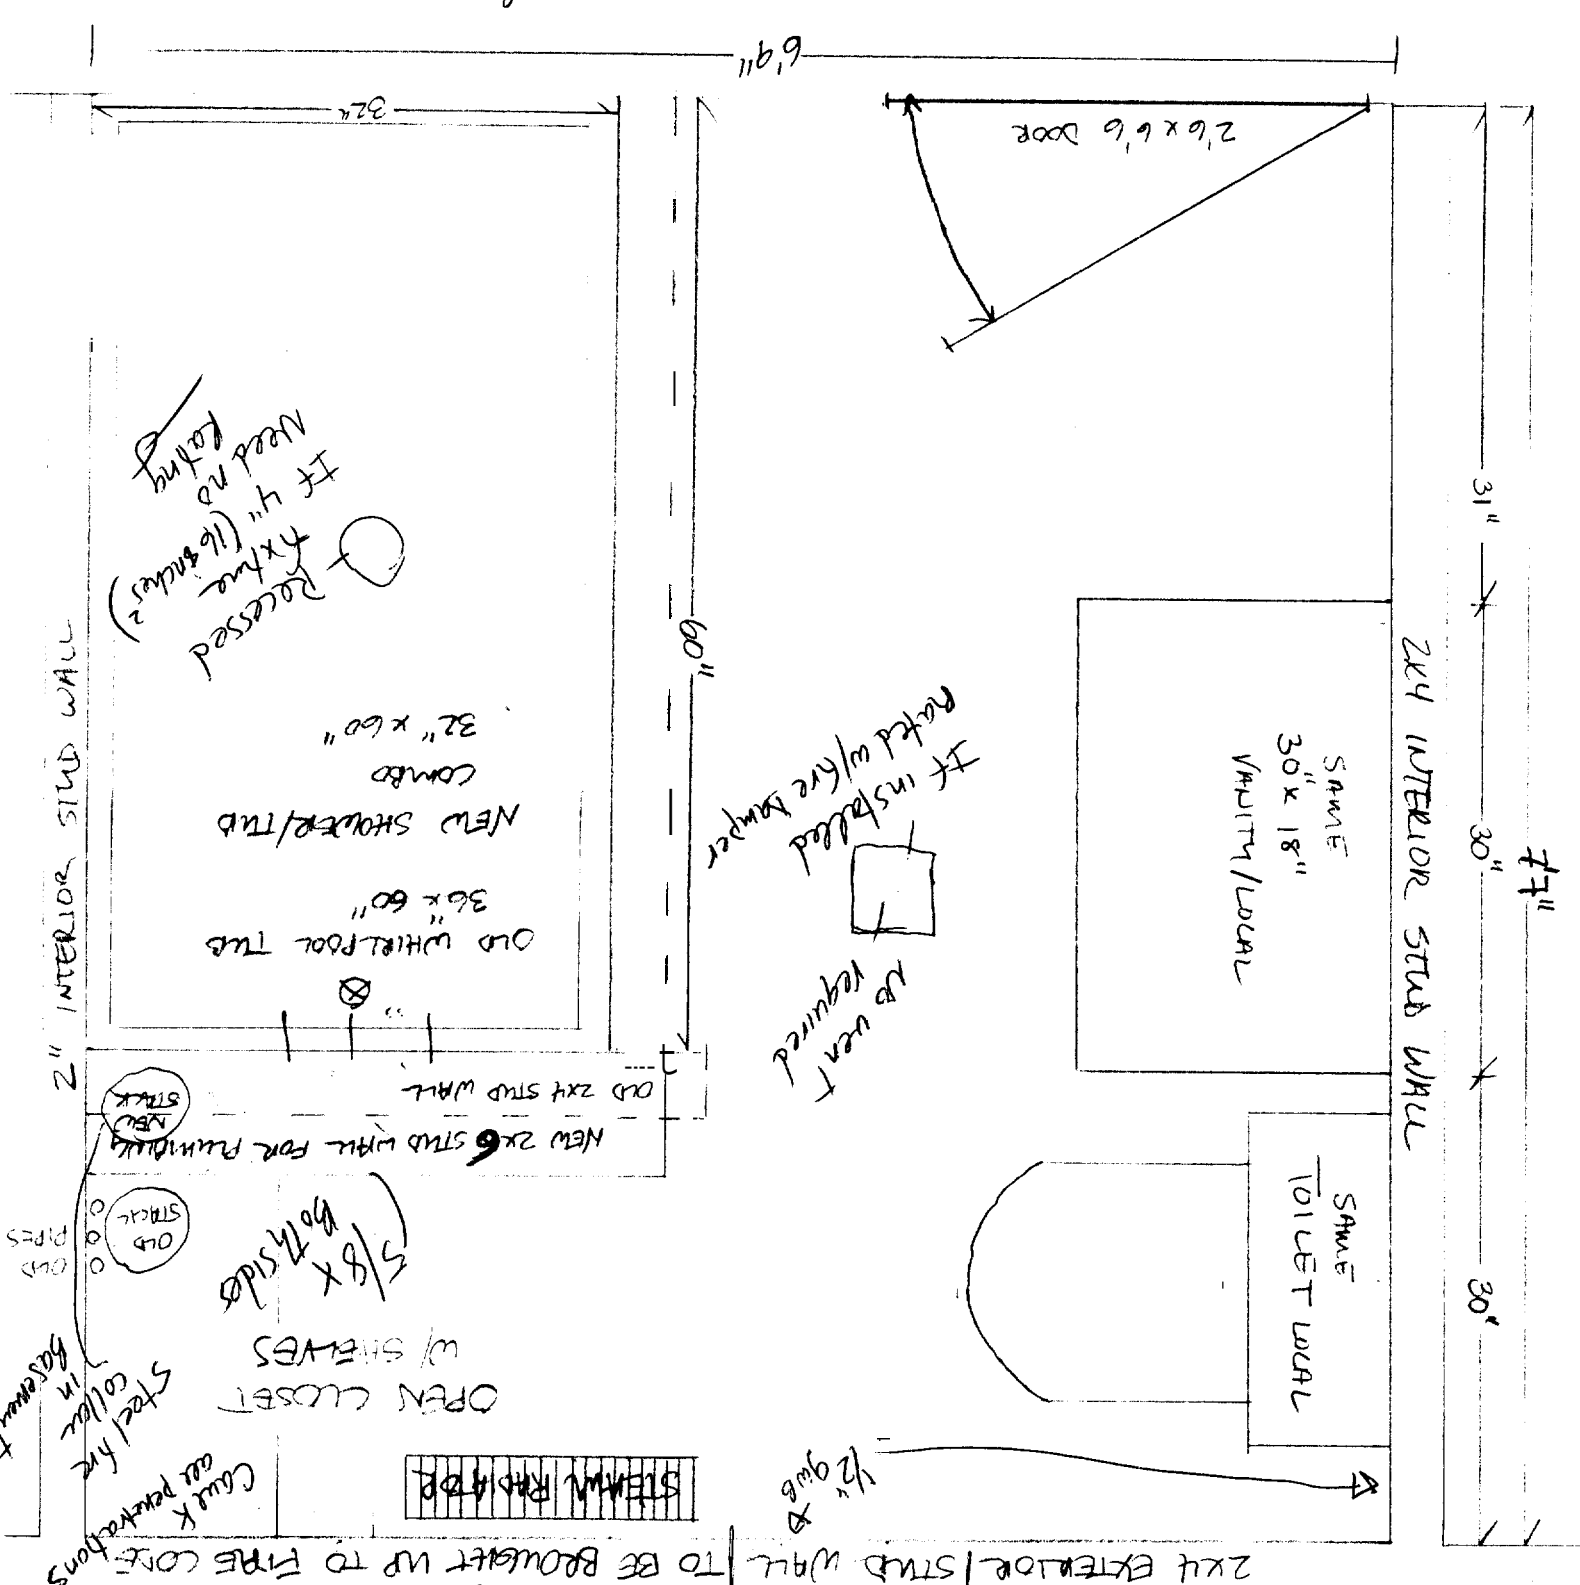 2X4 EXTERIOR STUD WALL TO BE BROUGHT UP TO FIRE CODE
1/2" gwb
STEAM RADIATOR
Caulk
all penetrations
Steel fire
collar
in
Basement
OPEN CLOSET
W/ SHELVES
5/8 X
both sides
OLD
PIPES
OLD
STACK
NEW 2x6 STUD WALL FOR PLUMBING
NEW
STACK
OLD 2X4 STUD WALL
OLD WHIRLPOOL TUB
36" x 60"
NEW SHOWER/TUB
COMBO
32" x 60"
Recessed
fixture
If 4" (16 inches²)
Need no
Rating
2" INTERIOR STUD WALL
60"
No vent
required
If installed
rated w/fire damper
SAME
TOILET LOCAL
SAME
30" x 18"
VANITY/LOCAL
2X4 INTERIOR STUD WALL
31"
30"
30"
77"
2'6 x 6'6 DOOR
32"
6'9"